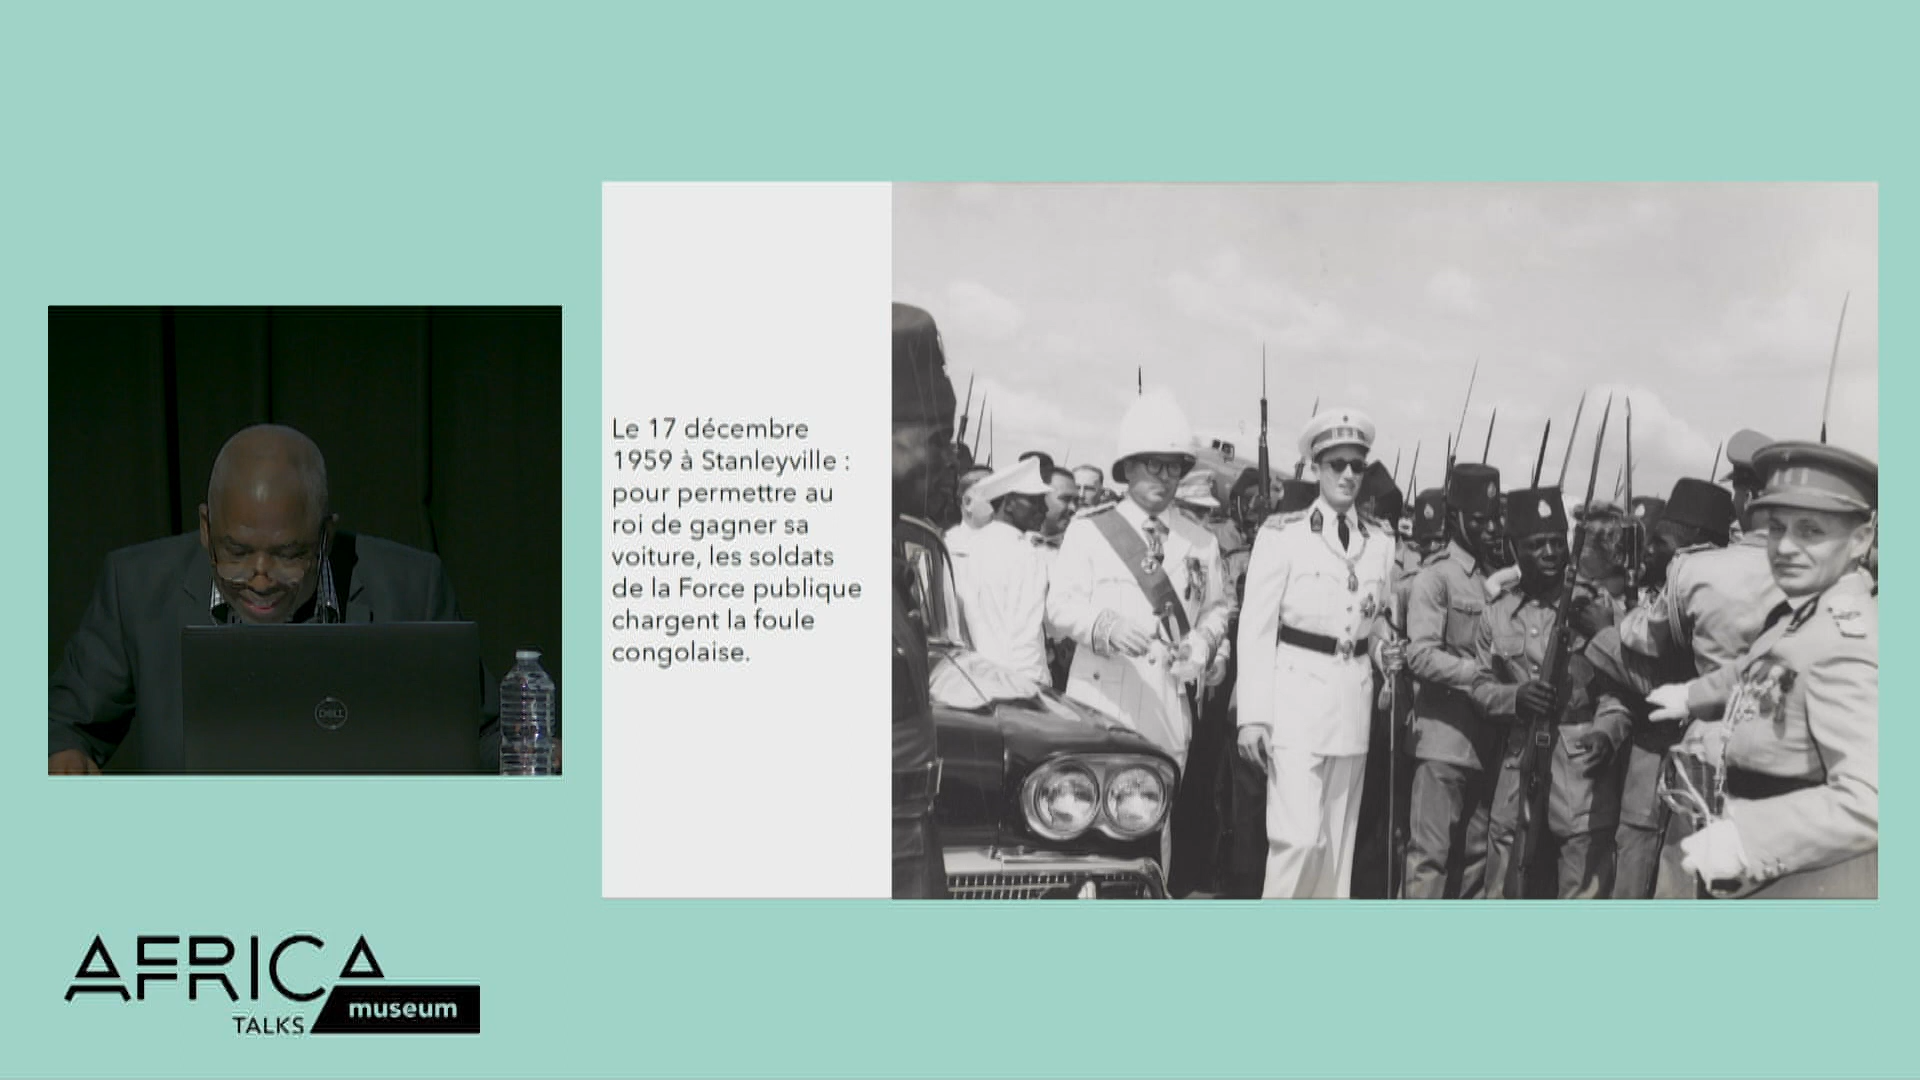 Le 17 décembre
1959 à Stanleyville :
pour permettre au
roi de gagner sa
voiture, les soldats
de la Force publique
chargent la foule
congolaise.
DELL
AFRICA
TALKS museum